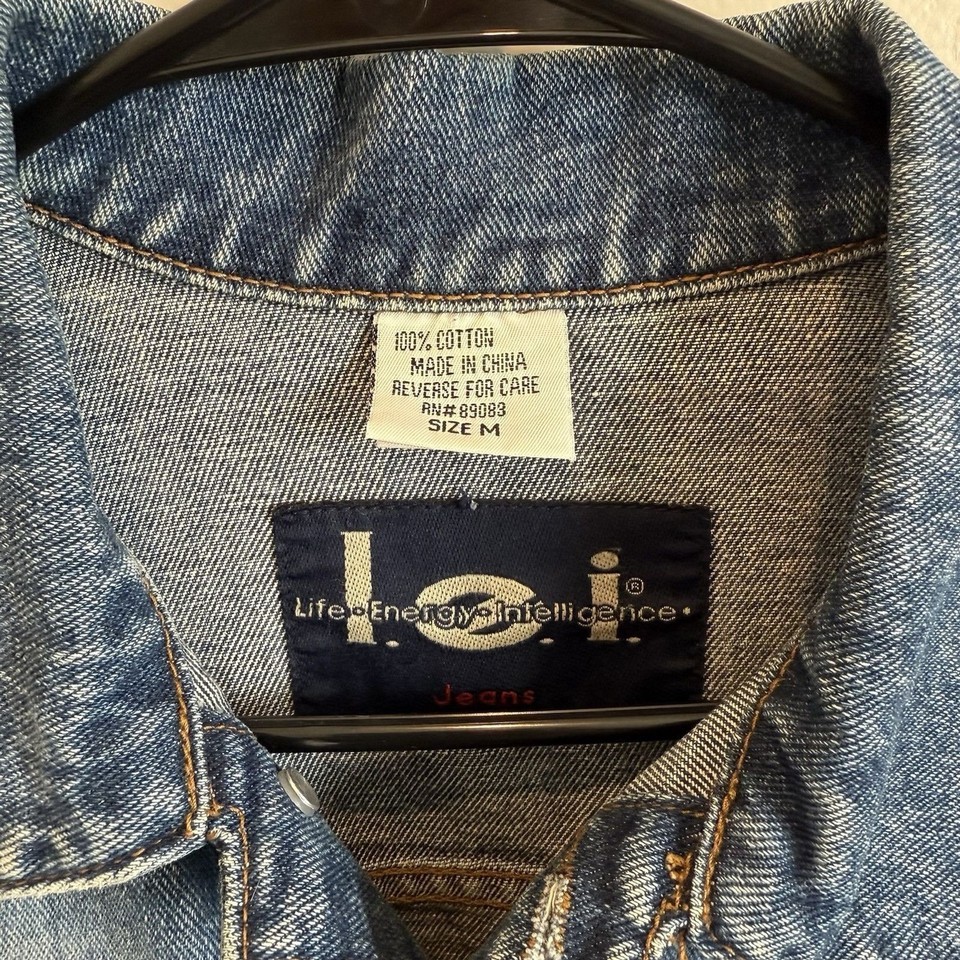 100% COTTON
MADE IN CHINA
REVERSE FOR CARE
RN# 89083
SIZE M
l.e.i.®
Life•Energy•Intelligence•
Jeans